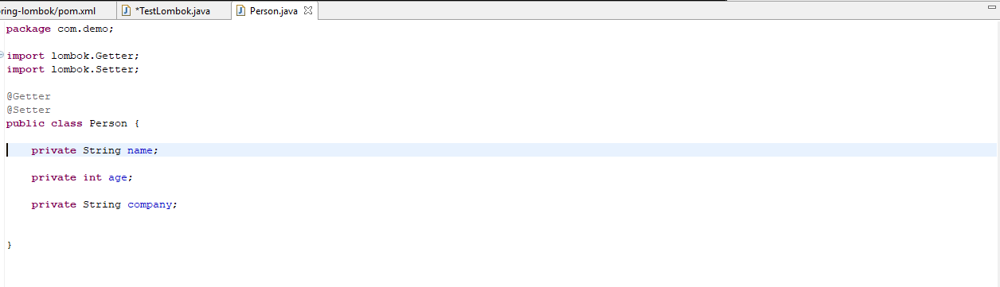 ring-lombok/pom.xml
*TestLombok.java
Person.java
package com.demo;
import lombok.Getter;
import lombok.Setter;
@Getter
@Setter
public class Person {
private String name;
private int age;
private String company;
}